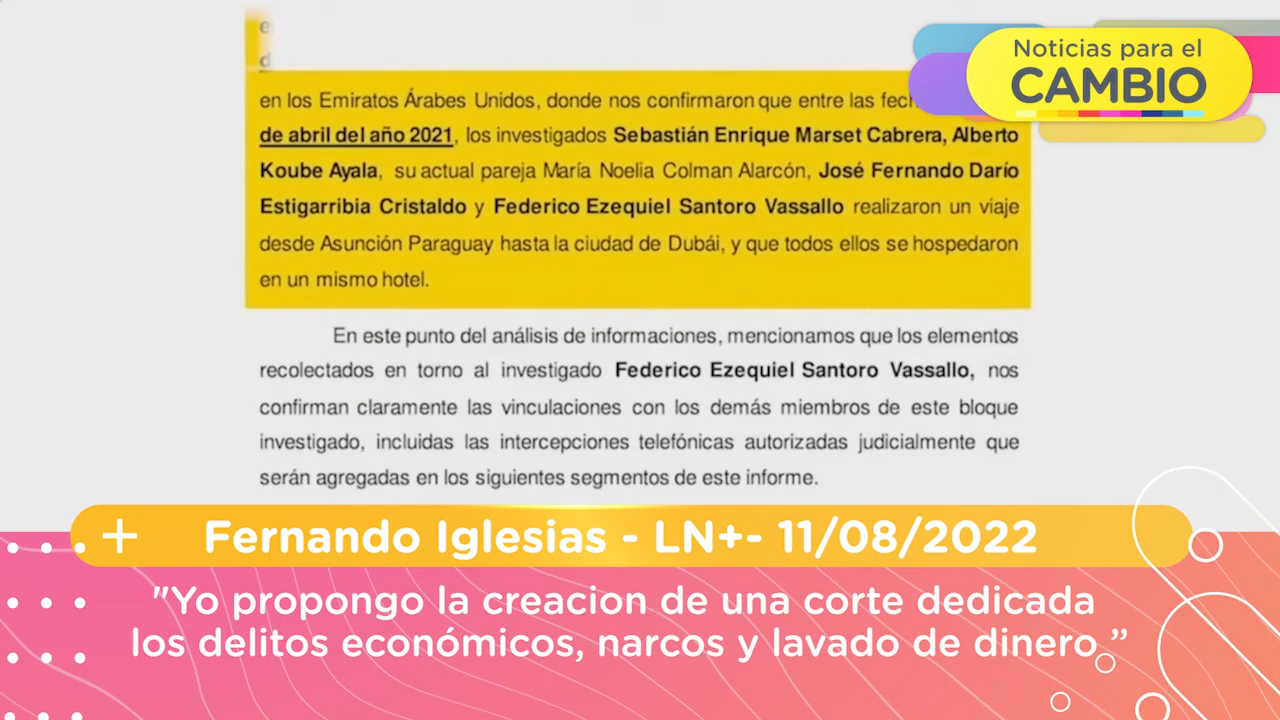 Noticias para el
CAMBIO
en los Emiratos Árabes Unidos, donde nos confirmaron que entre las
de abril del año 2021, los investigados Sebastián Enrique Marset Cabrera, Alberto
Koube Ayala, su actual pareja María Noelia Colman Alarcón, José Fernando Darío
Estigarribia Cristaldo y Federico Ezequiel Santoro Vassallo realizaron un viaje
desde Asunción Paraguay hasta la ciudad de Dubái, y que todos ellos se hospedaron
en un mismo hotel.
En este punto del análisis de informaciones, mencionamos que los elementos
recolectados en torno al investigado Federico Ezequiel Santoro Vassallo, nos
confirman claramente las vinculaciones con los demás miembros de este bloque
investigado, incluidas las intercepciones telefónicas autorizadas judicialmente que
serán agregadas en los siguientes segmentos de este informe.
+ Fernando Iglesias - LN+- 11/08/2022
"Yo propongo la creacion de una corte dedicada
los delitos económicos, narcos y lavado de dinero ”